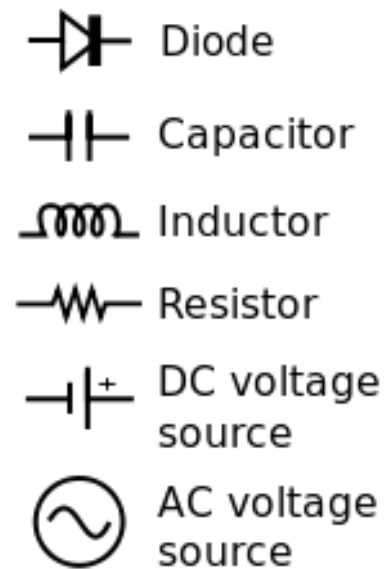 Diode
Capacitor
Inductor
Resistor
+
DC voltage
source
AC voltage
source